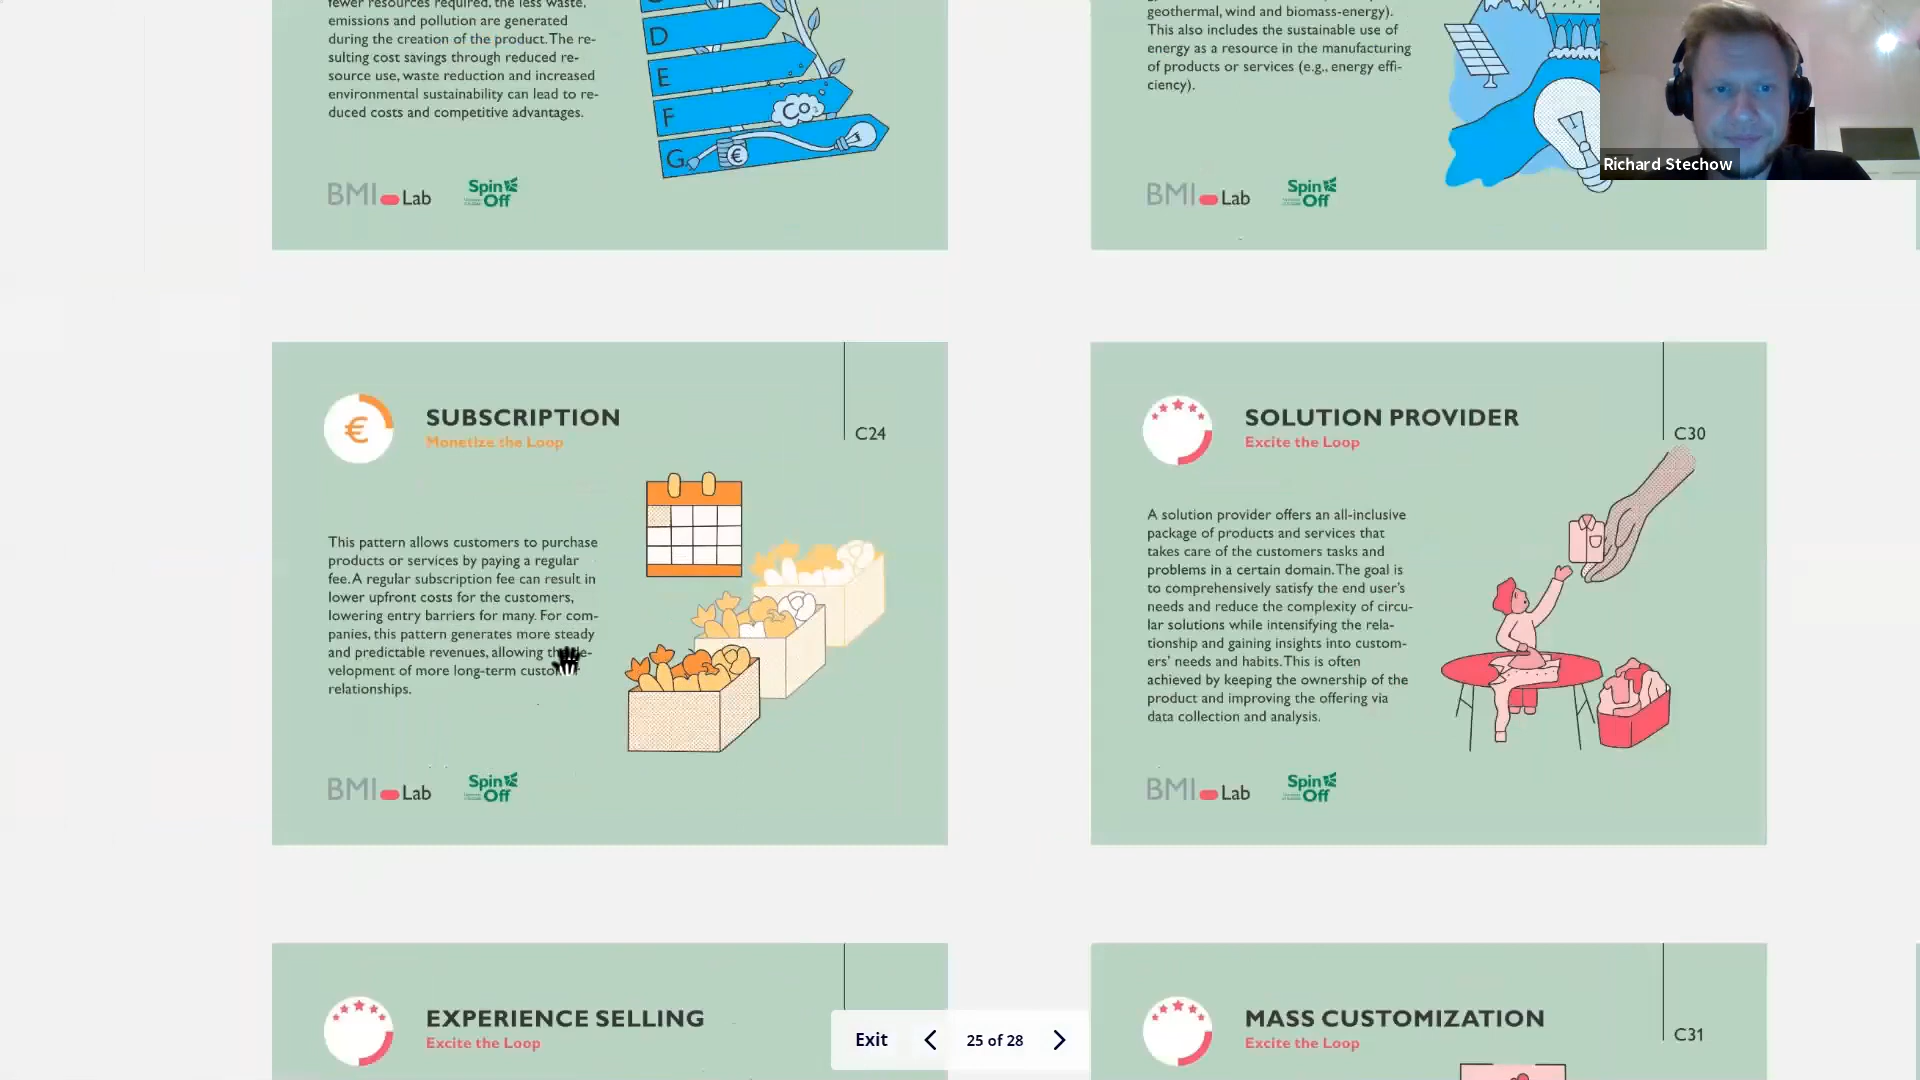 fewer resources required, the less waste,
emissions and pollution are generated
during the creation of the product. The re-
sulting cost savings through reduced re-
source use, waste reduction and increased
environmental sustainability can lead to re-
duced costs and competitive advantages.
D
E
F
G
CO2
€
BMI Lab
Spin Off
geothermal, wind and biomass-energy).
This also includes the sustainable use of
energy as a resource in the manufacturing
of products or services (e.g., energy effi-
ciency).
BMI Lab
Spin Off
Richard Stechow
€
SUBSCRIPTION
Monetize the Loop
C24
This pattern allows customers to purchase
products or services by paying a regular
fee. A regular subscription fee can result in
lower upfront costs for the customers,
lowering entry barriers for many. For com-
panies, this pattern generates more steady
and predictable revenues, allowing the de-
velopment of more long-term customer
relationships.
BMI Lab
Spin Off
SOLUTION PROVIDER
Excite the Loop
C30
A solution provider offers an all-inclusive
package of products and services that
takes care of the customers tasks and
problems in a certain domain. The goal is
to comprehensively satisfy the end user's
needs and reduce the complexity of circu-
lar solutions while intensifying the rela-
tionship and gaining insights into custom-
ers' needs and habits. This is often
achieved by keeping the ownership of the
product and improving the offering via
data collection and analysis.
BMI Lab
Spin Off
EXPERIENCE SELLING
Excite the Loop
MASS CUSTOMIZATION
Excite the Loop
C31
Exit
25 of 28